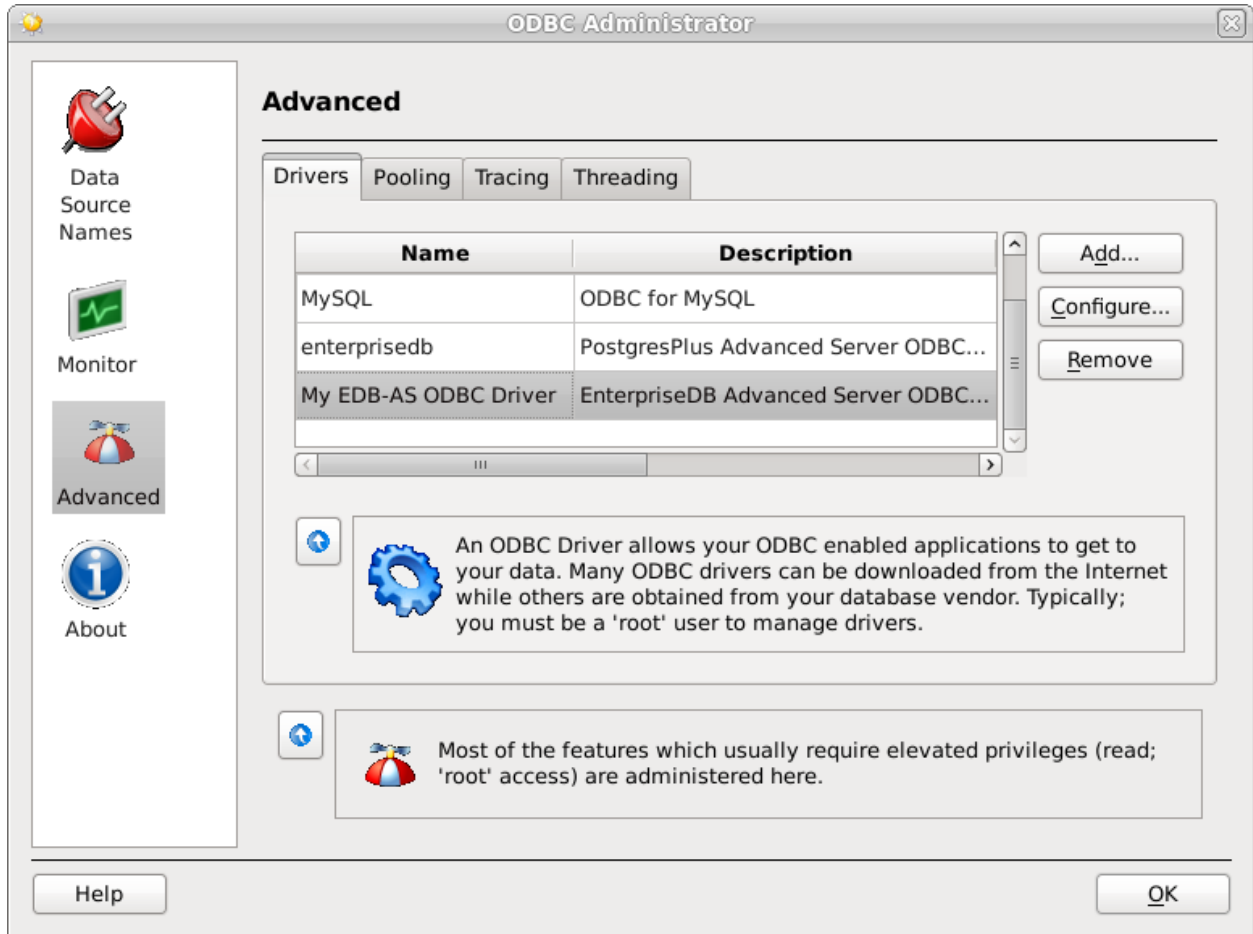 ODBC Administrator
Data
Source
Names
Monitor
Advanced
About
Advanced
Drivers Pooling Tracing Threading
Name Description
MySQL ODBC for MySQL
enterprisedb PostgresPlus Advanced Server ODBC...
My EDB-AS ODBC Driver EnterpriseDB Advanced Server ODBC...
Add...
Configure...
Remove
An ODBC Driver allows your ODBC enabled applications to get to
your data. Many ODBC drivers can be downloaded from the Internet
while others are obtained from your database vendor. Typically;
you must be a 'root' user to manage drivers.
Most of the features which usually require elevated privileges (read;
'root' access) are administered here.
Help
OK